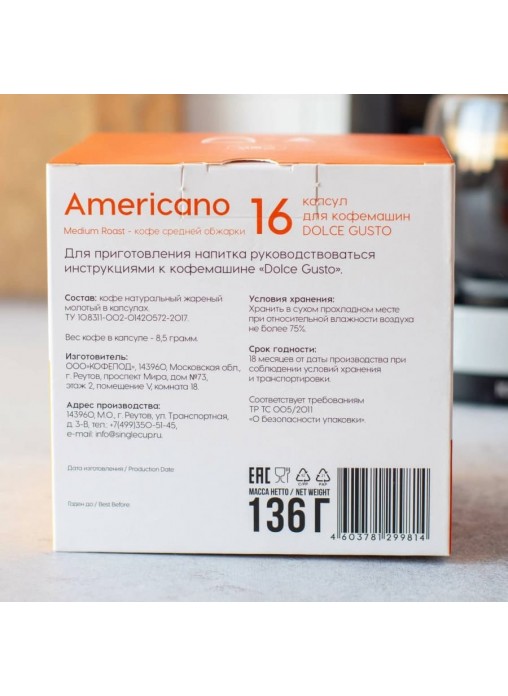 Americano
Medium Roast - кофе средней обжарки
16
капсул
для кофемашин
DOLCE GUSTO
Для приготовления напитка руководствоваться
инструкциями к кофемашине «Dolce Gusto».
Состав: кофе натуральный жареный
молотый в капсулах.
ТУ 10.83.11-002-01420572-2017.
Вес кофе в капсуле - 8,5 грамм.
Изготовитель:
ООО«КОФЕПОД», 143960, Московская обл.,
г. Реутов, проспект Мира, дом №73,
этаж 2, помещение V, комната 18.
Адрес производства:
143960, М.О., г. Реутов, ул. Транспортная,
д. 3-В, тел.: +7(499)350-51-45,
e-mail: info@singlecup.ru.
Условия хранения:
Хранить в сухом прохладном месте
при относительной влажности воздуха
не более 75%.
Срок годности:
18 месяцев от даты производства при
соблюдении условий хранения
и транспортировки.
Соответствует требованиям
ТР ТС 005/2011
«О безопасности упаковки».
Дата изготовления / Production Date
Годен до / Best Before
EAC
МАССА НЕТТО / NET WEIGHT
136 Г
4 603781 299814